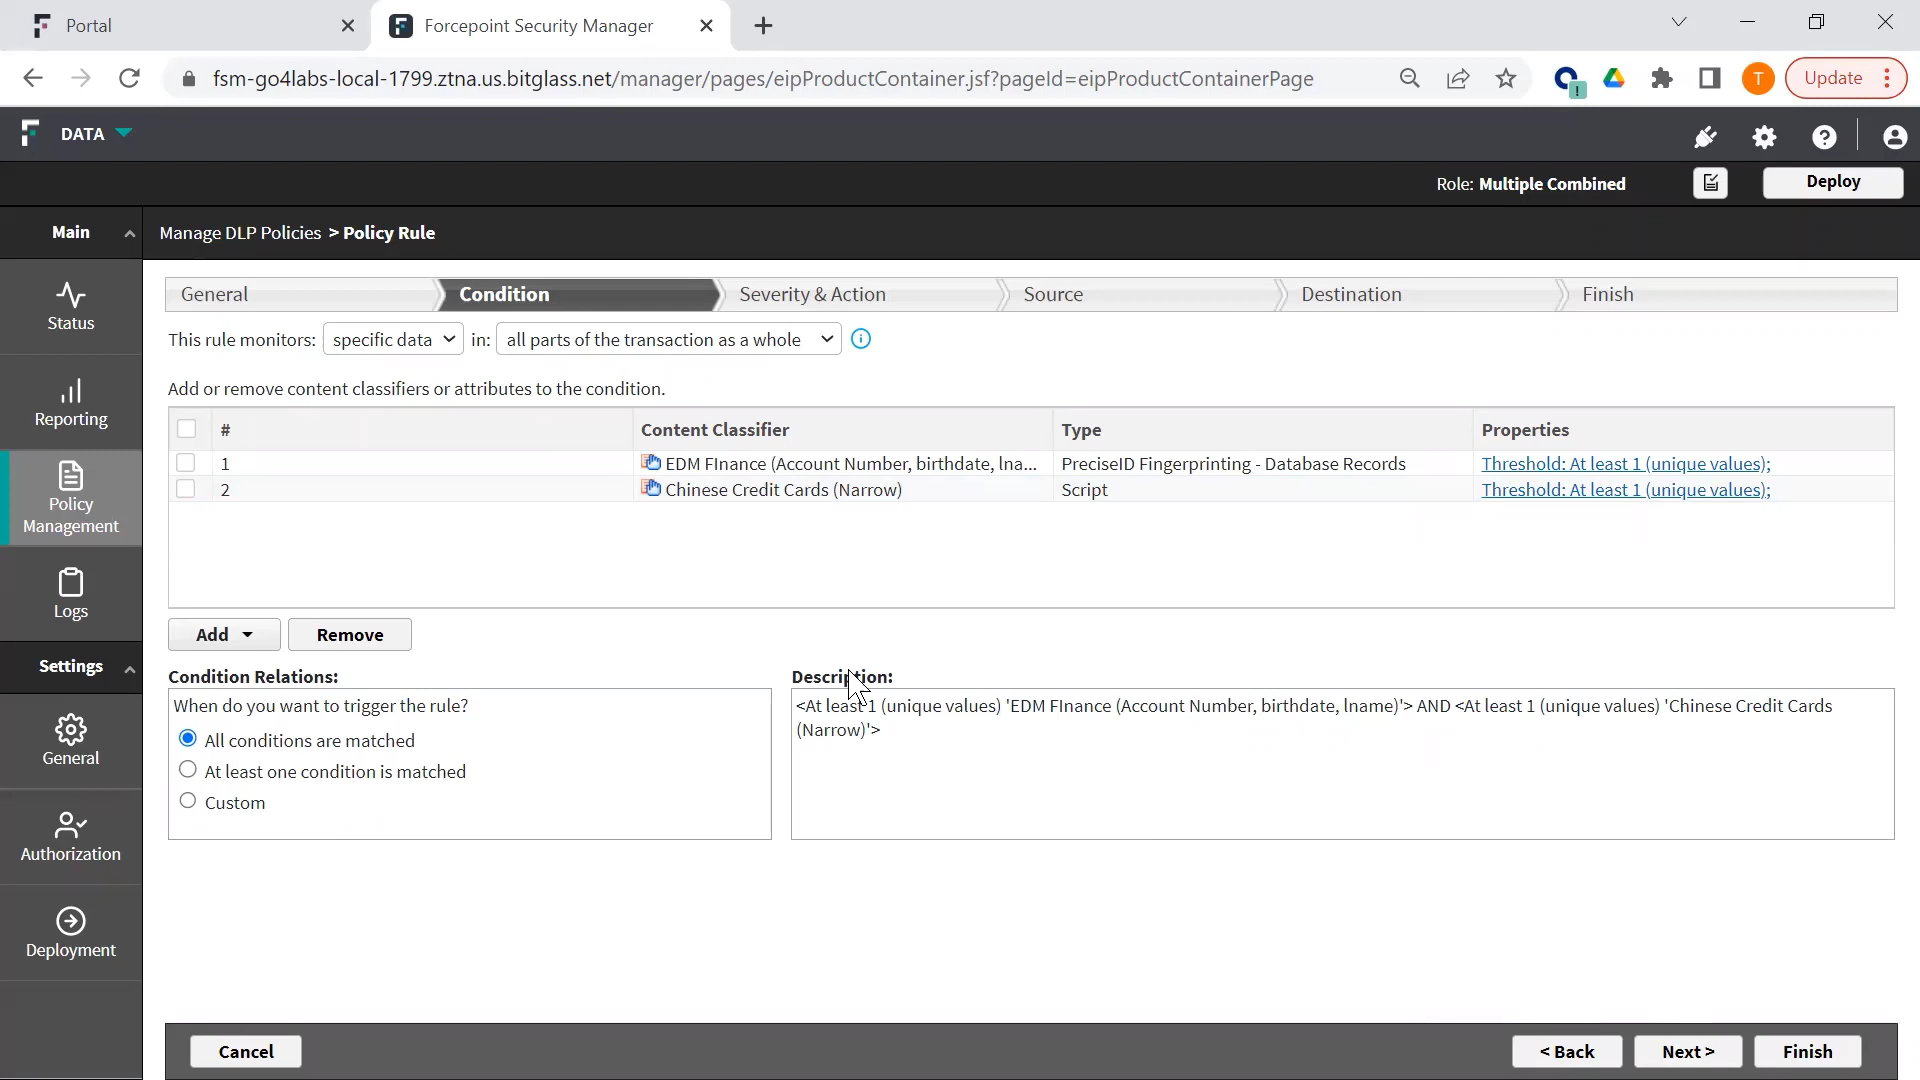 Portal
Forcepoint Security Manager
fsm-go4labs-local-1799.ztna.us.bitglass.net/manager/pages/eipProductContainer.jsf?pageId=eipProductContainerPage
T
Update
DATA
Role: Multiple Combined
Deploy
Main
Manage DLP Policies > Policy Rule
Status
Reporting
Policy
Management
Logs
Settings
General
Authorization
Deployment
General
Condition
Severity & Action
Source
Destination
Finish
This rule monitors: specific data in: all parts of the transaction as a whole
Add or remove content classifiers or attributes to the condition.
# Content Classifier Type Properties
1 EDM FInance (Account Number, birthdate, lna... PreciseID Fingerprinting - Database Records Threshold: At least 1 (unique values);
2 Chinese Credit Cards (Narrow) Script Threshold: At least 1 (unique values);
Add
Remove
Condition Relations:
When do you want to trigger the rule?
All conditions are matched
At least one condition is matched
Custom
Description:
<At least 1 (unique values) 'EDM FInance (Account Number, birthdate, lname)'> AND <At least 1 (unique values) 'Chinese Credit Cards
(Narrow)'>
Cancel
< Back
Next >
Finish